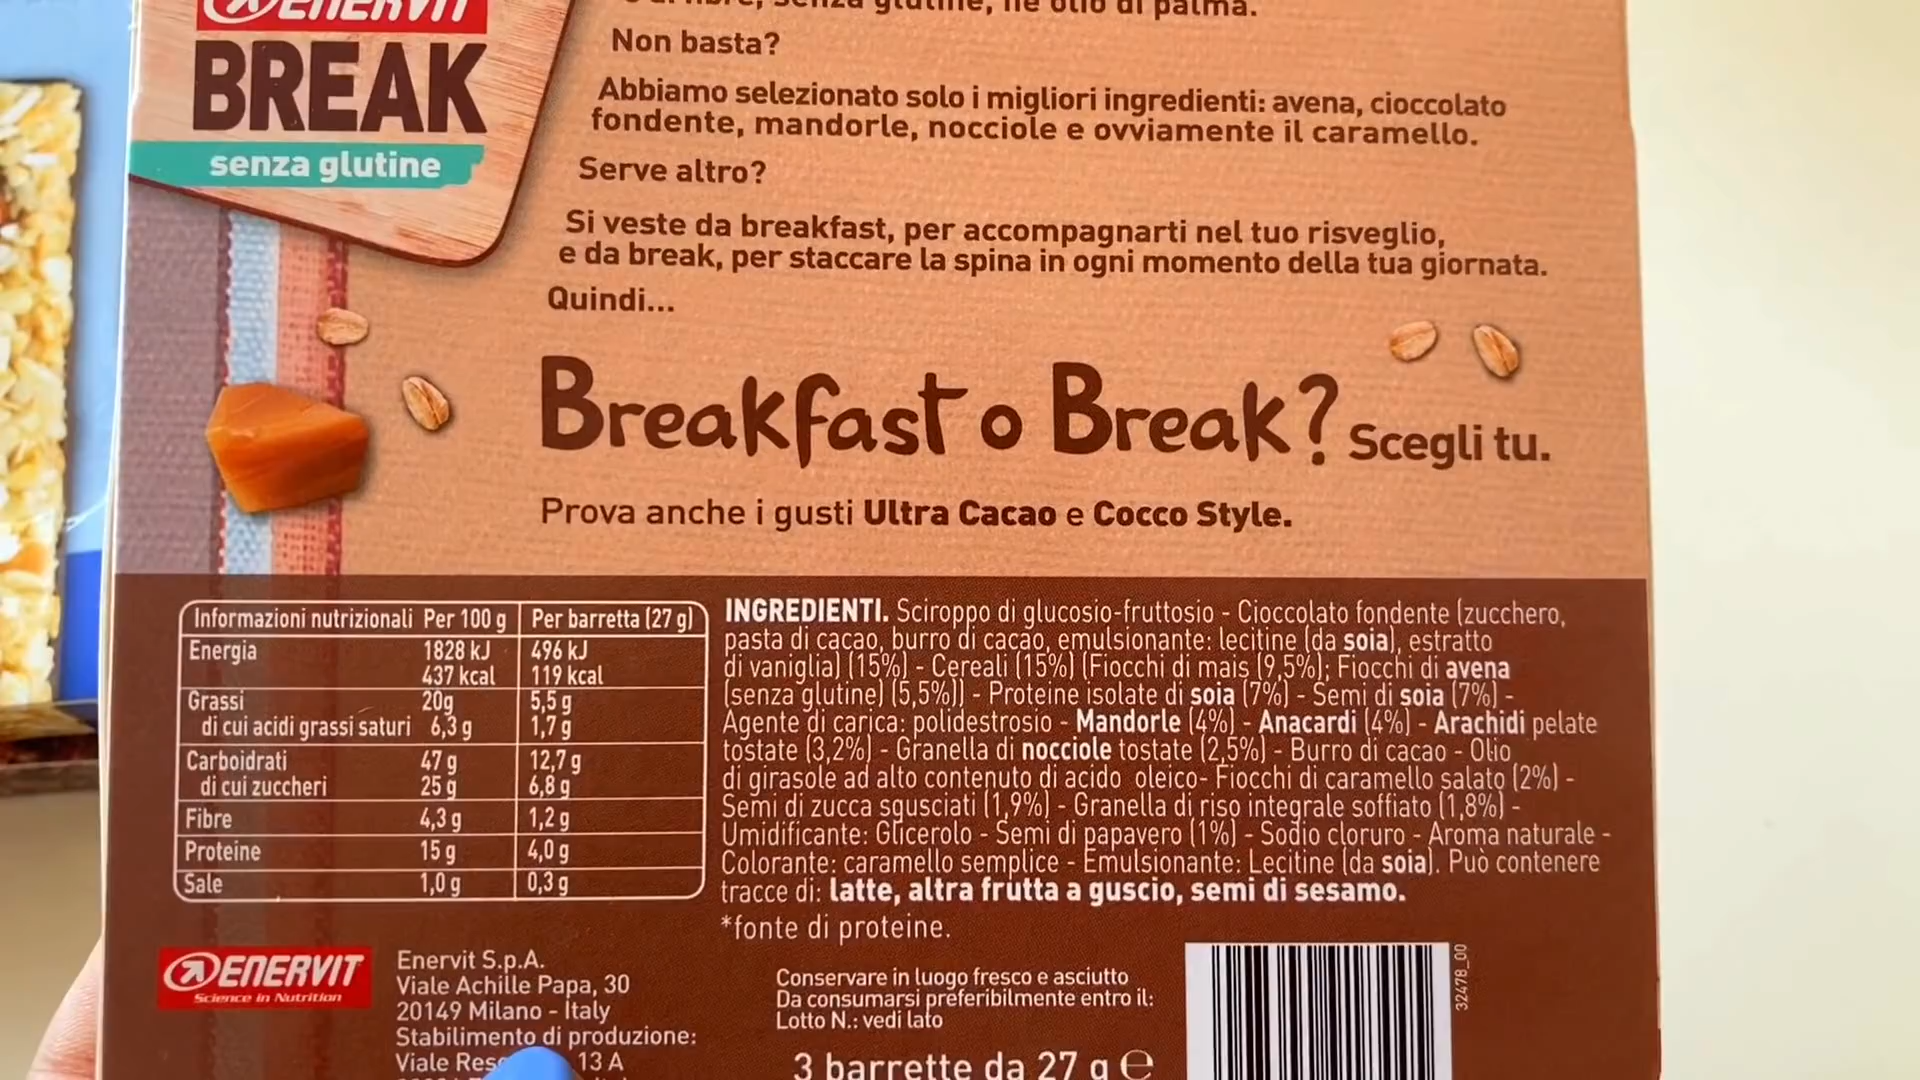 ENERVIT
BREAK
senza glutine
senza glutine, né olio di palma.
Non basta?
Abbiamo selezionato solo i migliori ingredienti: avena, cioccolato
fondente, mandorle, nocciole e ovviamente il caramello.
Serve altro?
Si veste da breakfast, per accompagnarti nel tuo risveglio,
e da break, per staccare la spina in ogni momento della tua giornata.
Quindi...
Breakfast o Break? Scegli tu.
Prova anche i gusti Ultra Cacao e Cocco Style.
Informazioni nutrizionali Per 100 g Per barretta (27 g)
Energia 1828 kJ 496 kJ
437 kcal 119 kcal
Grassi 20g 5,5 g
di cui acidi grassi saturi 6,3 g 1,7 g
Carboidrati 47 g 12,7 g
di cui zuccheri 25 g 6,8 g
Fibre 4,3 g 1,2 g
Proteine 15 g 4,0 g
Sale 1,0 g 0,3 g
INGREDIENTI. Sciroppo di glucosio-fruttosio - Cioccolato fondente (zucchero,
pasta di cacao, burro di cacao, emulsionante: lecitine (da soia), estratto
di vaniglia) (15%) - Cereali (15%) (Fiocchi di mais (9,5%); Fiocchi di avena
(senza glutine) (5,5%)) - Proteine isolate di soia (7%) - Semi di soia (7%) -
Agente di carica: polidestrosio - Mandorle (4%) - Anacardi (4%) - Arachidi pelate
tostate (3,2%) - Granella di nocciole tostate (2,5%) - Burro di cacao - Olio
di girasole ad alto contenuto di acido oleico- Fiocchi di caramello salato (2%) -
Semi di zucca sgusciati (1,9%) - Granella di riso integrale soffiato (1,8%) -
Umidificante: Glicerolo - Semi di papavero (1%) - Sodio cloruro - Aroma naturale -
Colorante: caramello semplice - Emulsionante: Lecitine (da soia). Può contenere
tracce di: latte, altra frutta a guscio, semi di sesamo.
*fonte di proteine.
ENERVIT
Science in Nutrition
Enervit S.p.A.
Viale Achille Papa, 30
20149 Milano - Italy
Stabilimento di produzione:
Viale 13 A
Conservare in luogo fresco e asciutto
Da consumarsi preferibilmente entro il:
Lotto N.: vedi lato
3 barrette da 27 g e
32478_00